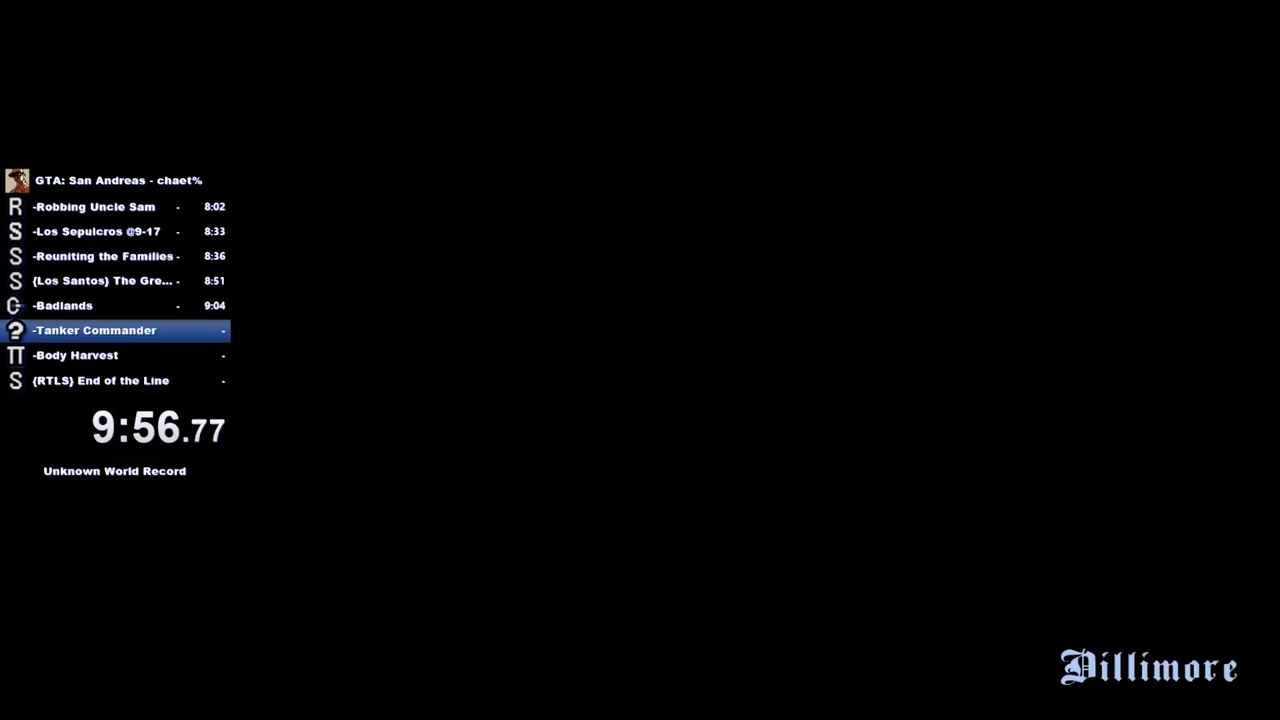 GTA: San Andreas - chaet%
R -Robbing Uncle Sam - 8:02
S -Los Sepulcros @9-17 - 8:33
S -Reuniting the Families - 8:36
S {Los Santos} The Gre... - 8:51
C -Badlands - 9:04
? -Tanker Commander -
π -Body Harvest -
S {RTLS} End of the Line -
9:56.77
Unknown World Record
Dillimore